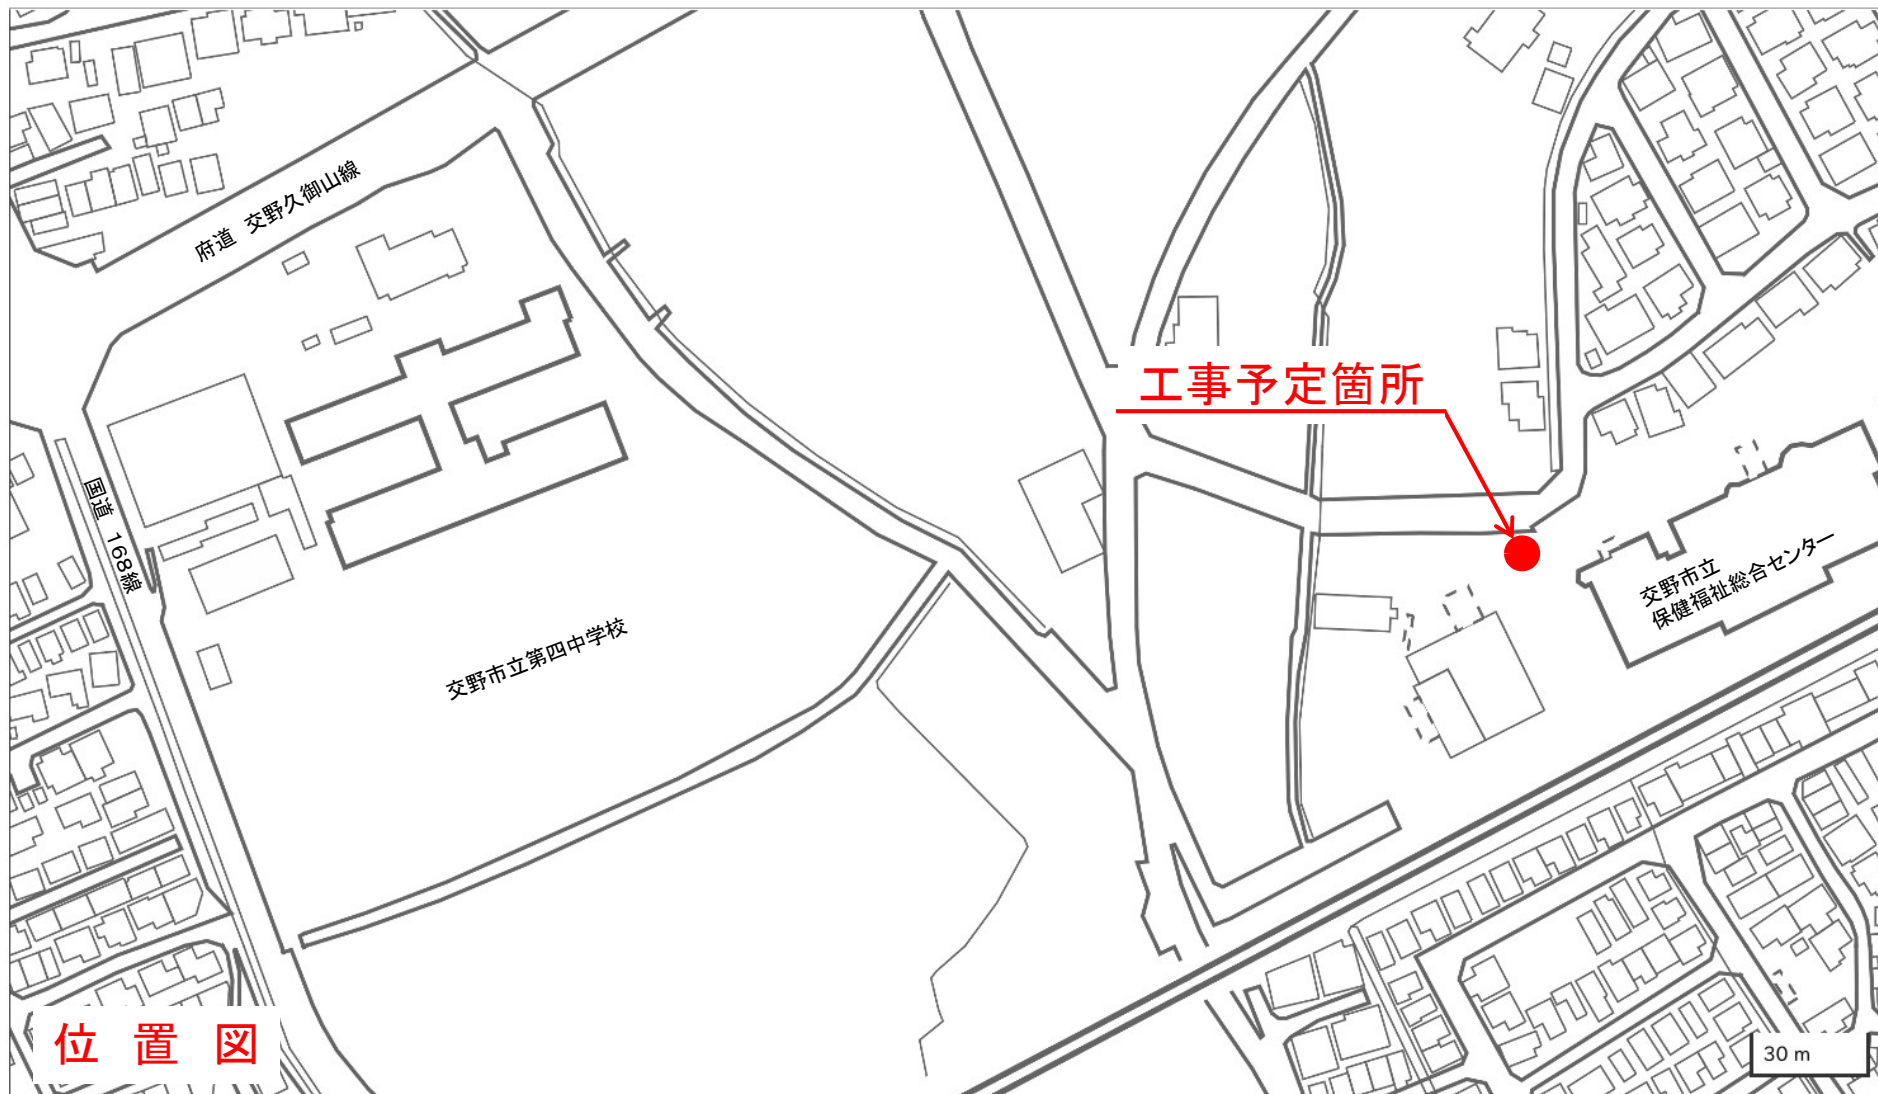 府道 交野久御山線
工事予定箇所
国道 168線
交野市立
保健福祉総合センター
交野市立第四中学校
位 置 図
30 m